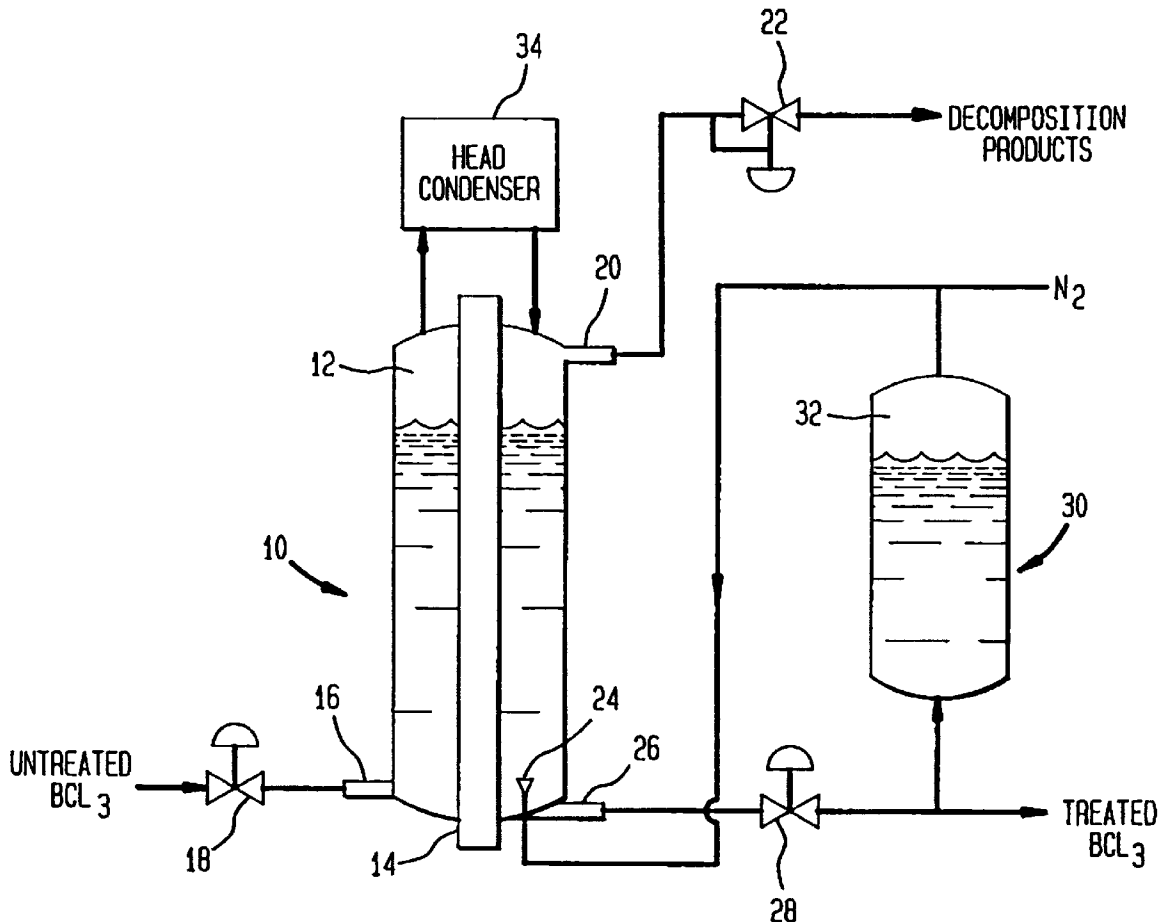 22
34
HEAD
CONDENSER
DECOMPOSITION
PRODUCTS
20
N2
12
32
30
10
24
16
26
UNTREATED
BCL3
TREATED
BCL3
18
14
28